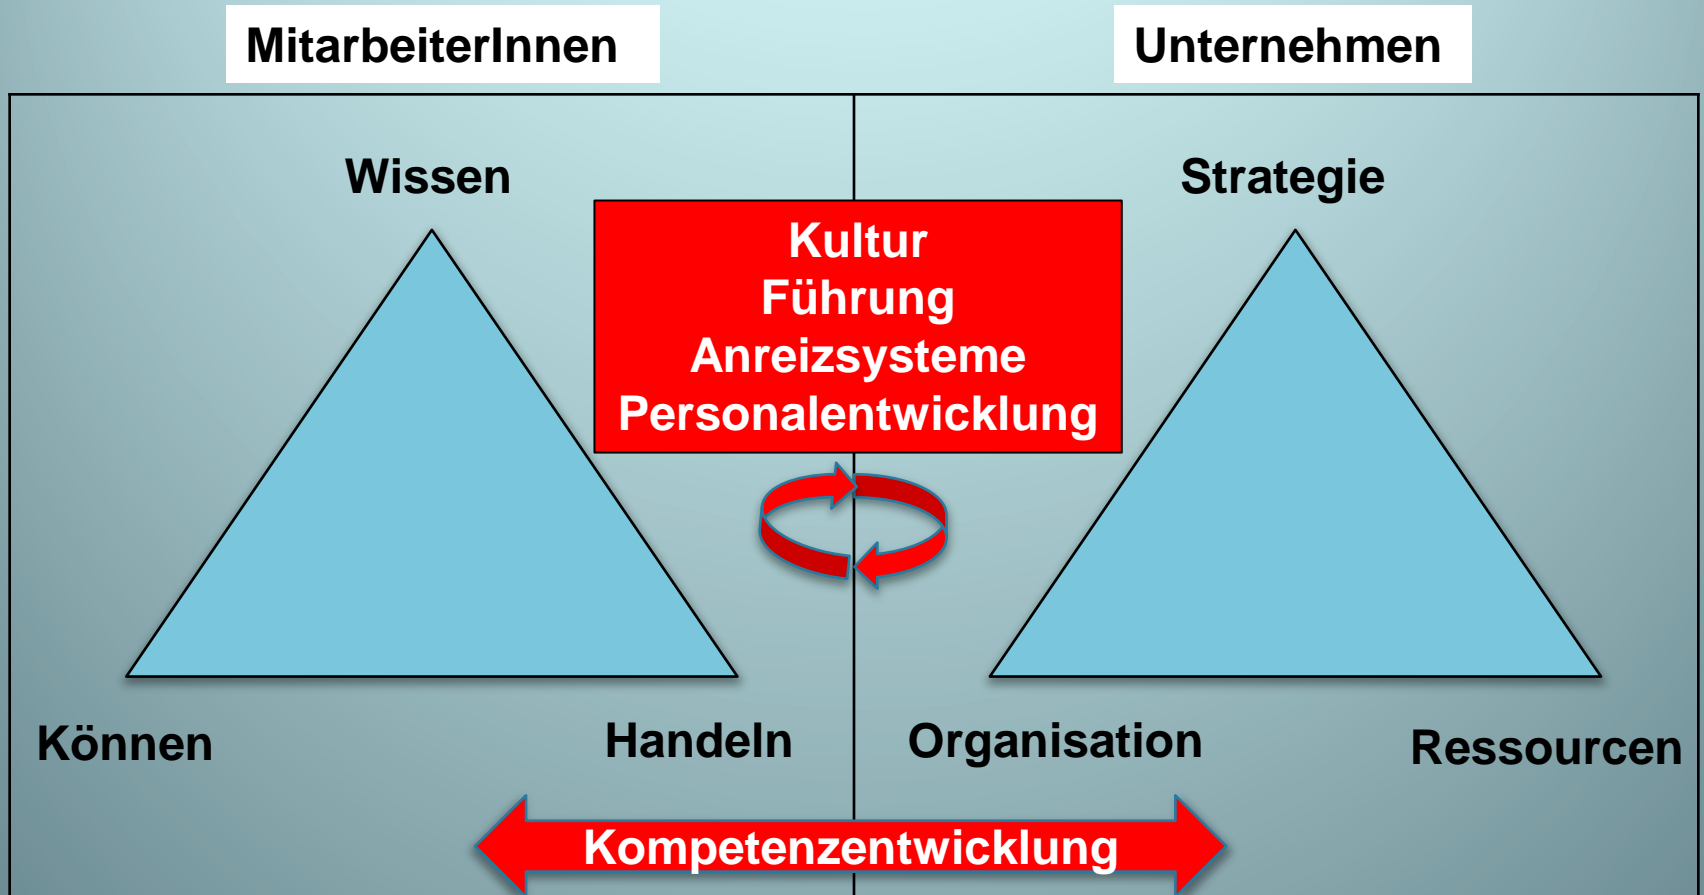 MitarbeiterInnen
Unternehmen
Wissen
Strategie
Kultur
Führung
Anreizsysteme
Personalentwicklung
Können
Handeln
Organisation
Ressourcen
Kompetenzentwicklung